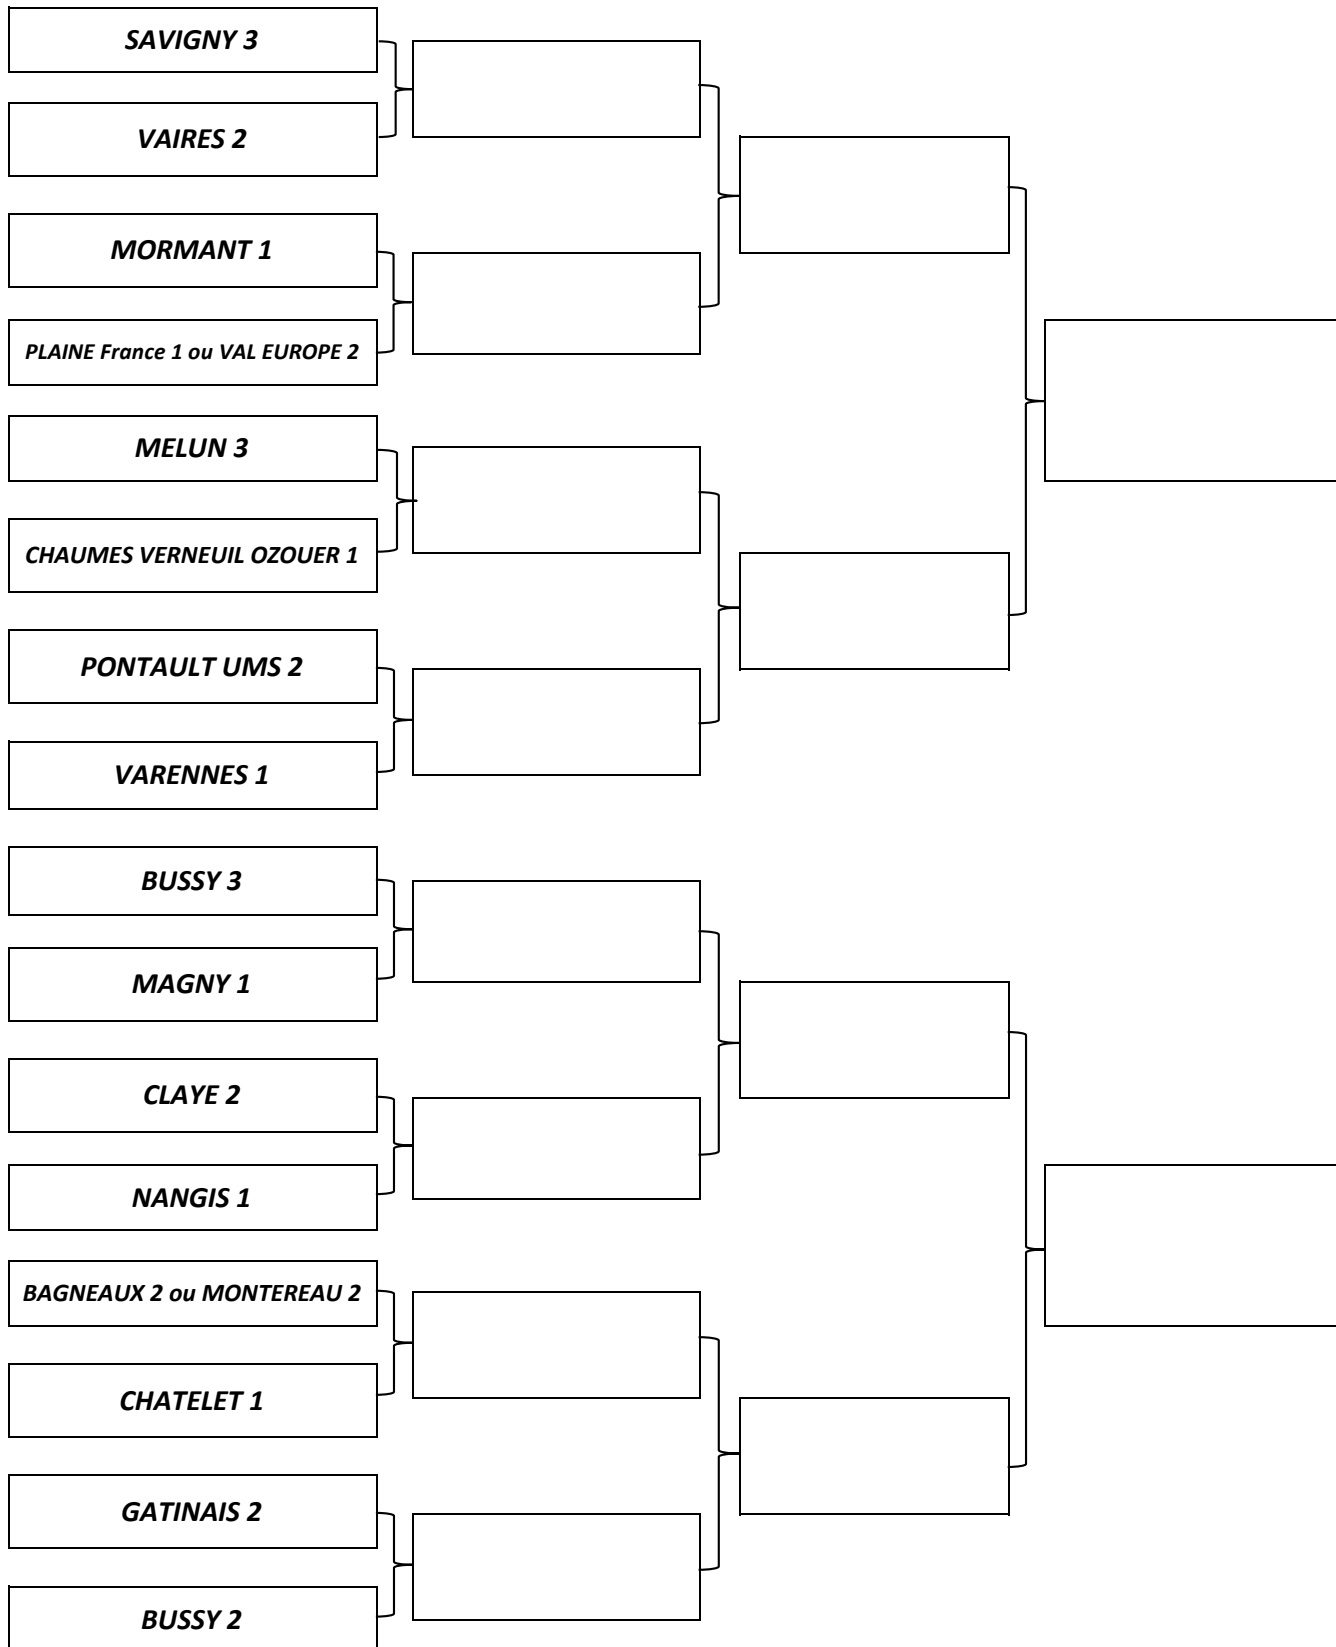 SAVIGNY 3
VAIRES 2
MORMANT 1
PLAINE France 1 ou VAL EUROPE 2
MELUN 3
CHAUMES VERNEUIL OZOUER 1
PONTAULT UMS 2
VARENNES 1
BUSSY 3
MAGNY 1
CLAYE 2
NANGIS 1
BAGNEAUX 2 ou MONTEREAU 2
CHATELET 1
GATINAIS 2
BUSSY 2